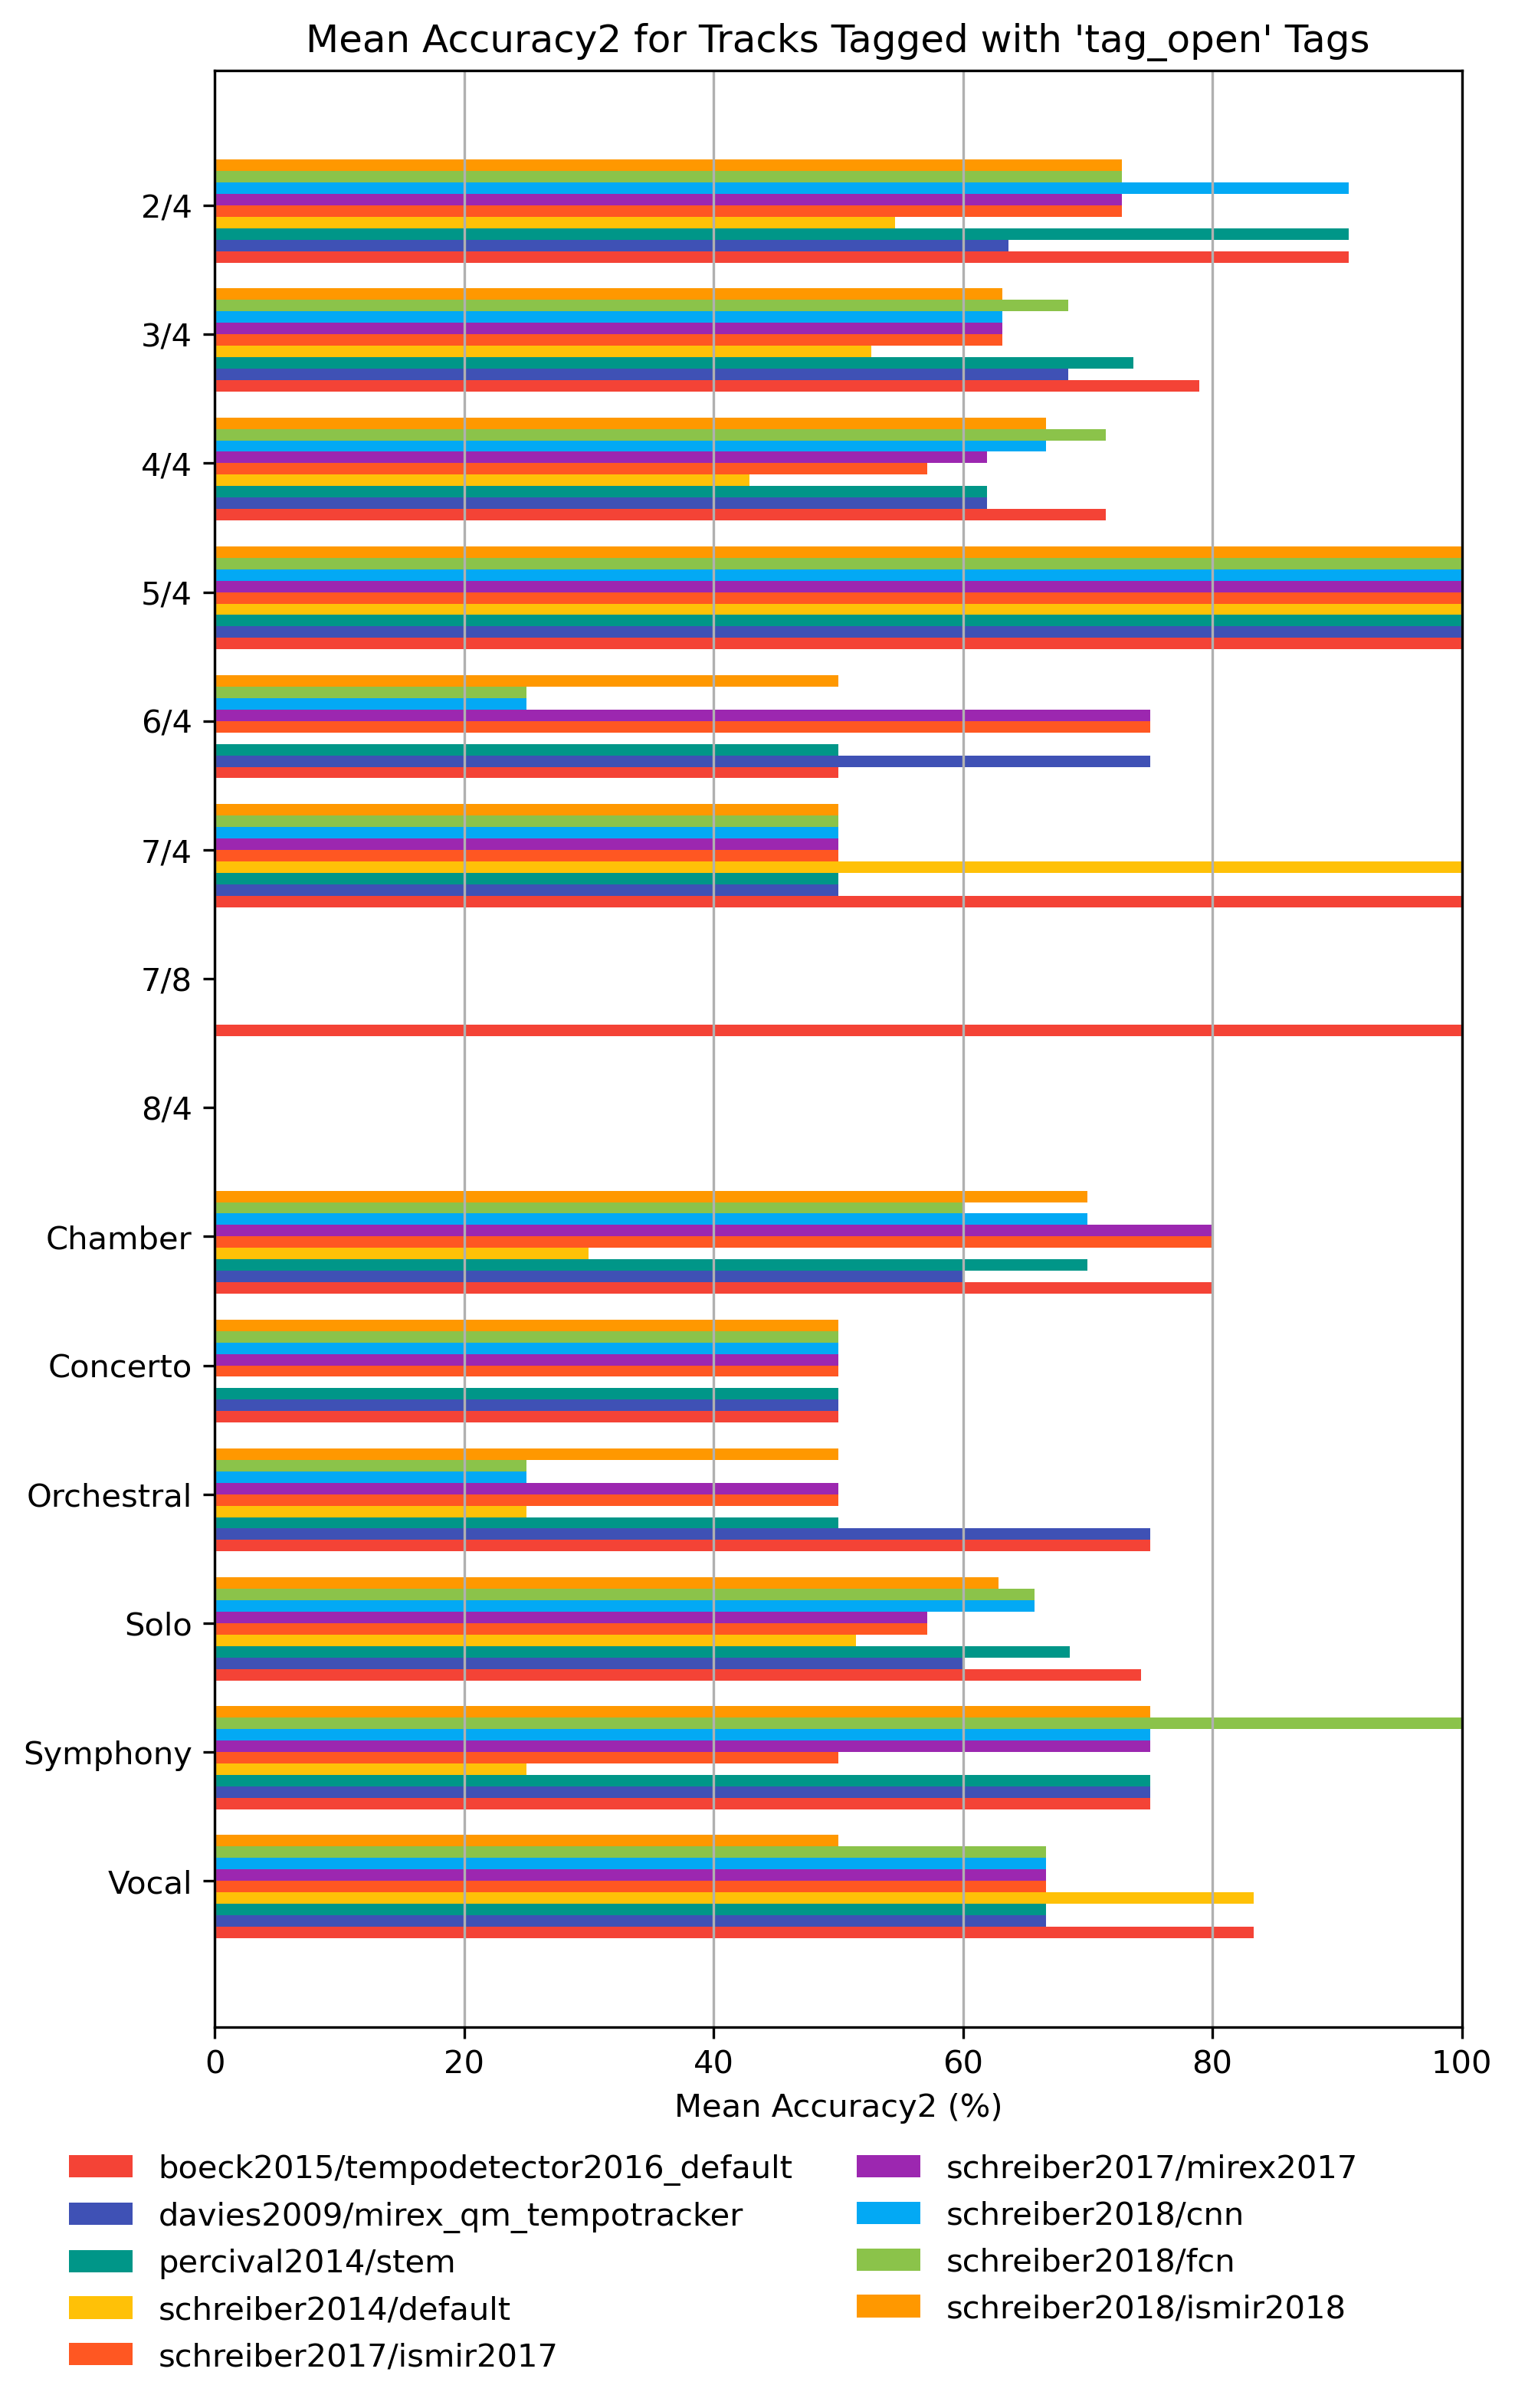 Mean Accuracy2 for Tracks Tagged with 'tag_open' Tags
2/4
3/4
4/4
5/4
6/4
7/4
7/8
8/4
Chamber
Concerto
Orchestral
Solo
Symphony
Vocal
0 20 40 60 80 100
Mean Accuracy2 (%)
boeck2015/tempodetector2016_default
davies2009/mirex_qm_tempotracker
percival2014/stem
schreiber2014/default
schreiber2017/ismir2017
schreiber2017/mirex2017
schreiber2018/cnn
schreiber2018/fcn
schreiber2018/ismir2018